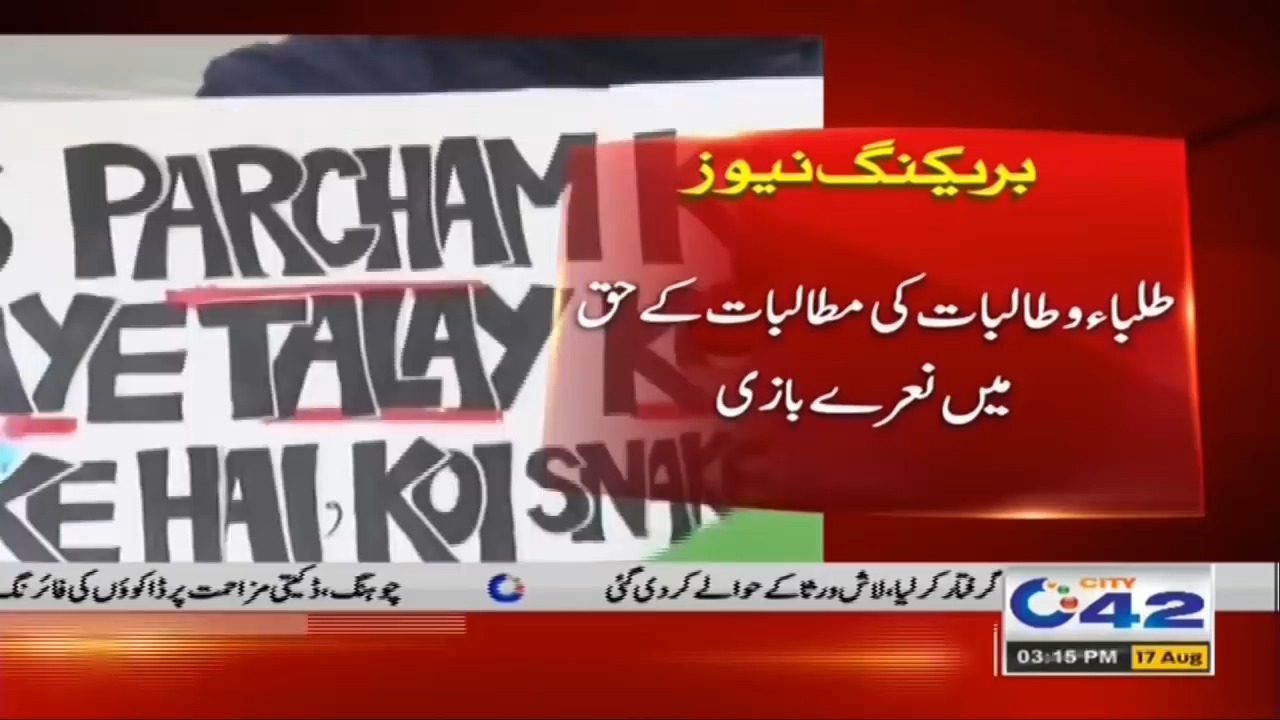 PARCHAM K
AYE TALAY K
KE HAI, KOI SNAKE
بریکنگ نیوز
طلباء و طالبات کی مطالبات کے حق
میں نعرے بازی
گرفتار کر لیا، لاش ورثا کے حوالے کر دی گئی
چوہنگ، ڈکیتی مزاحمت پر ڈاکوؤں کی فائرنگ
CITY
42
03:15 PM 17 Aug